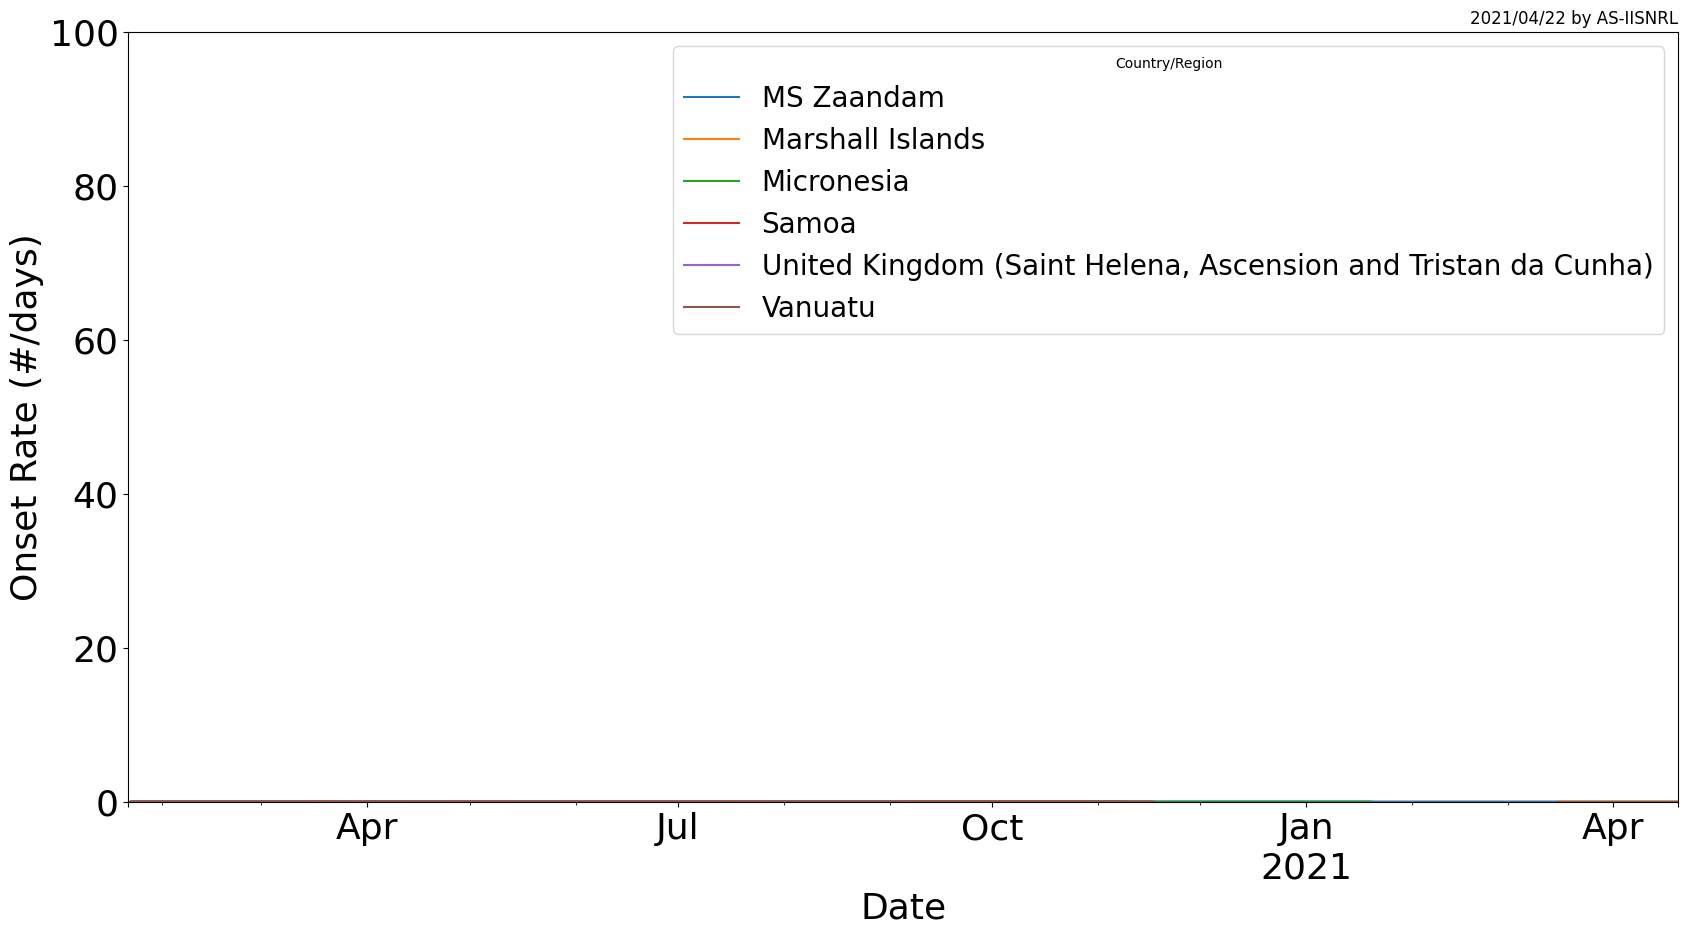 2021/04/22 by AS-IISNRL
100
80
60
40
20
0
Onset Rate (#/days)
Country/Region
MS Zaandam
Marshall Islands
Micronesia
Samoa
United Kingdom (Saint Helena, Ascension and Tristan da Cunha)
Vanuatu
Apr Jul Oct Jan Apr
2021
Date